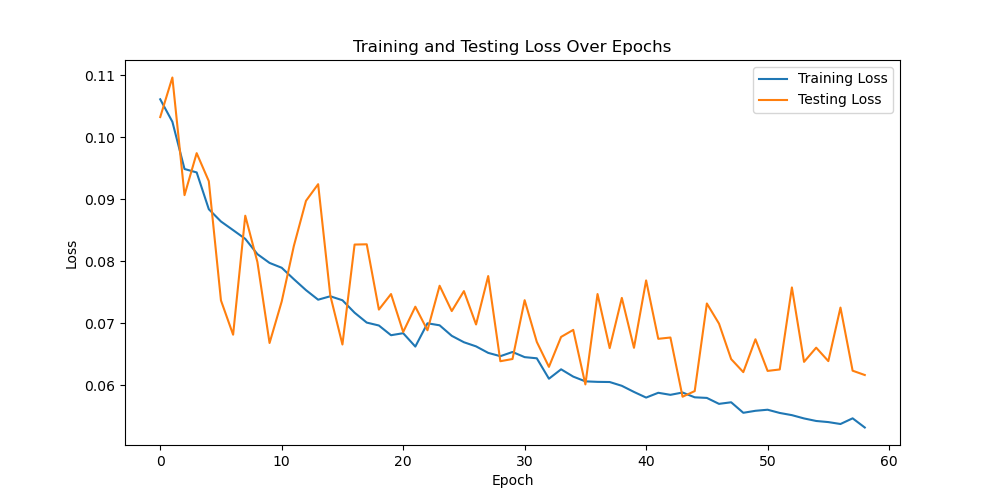 Training and Testing Loss Over Epochs
Training Loss
Testing Loss
0.11
0.10
0.09
0.08
0.07
0.06
Loss
0 10 20 30 40 50 60
Epoch